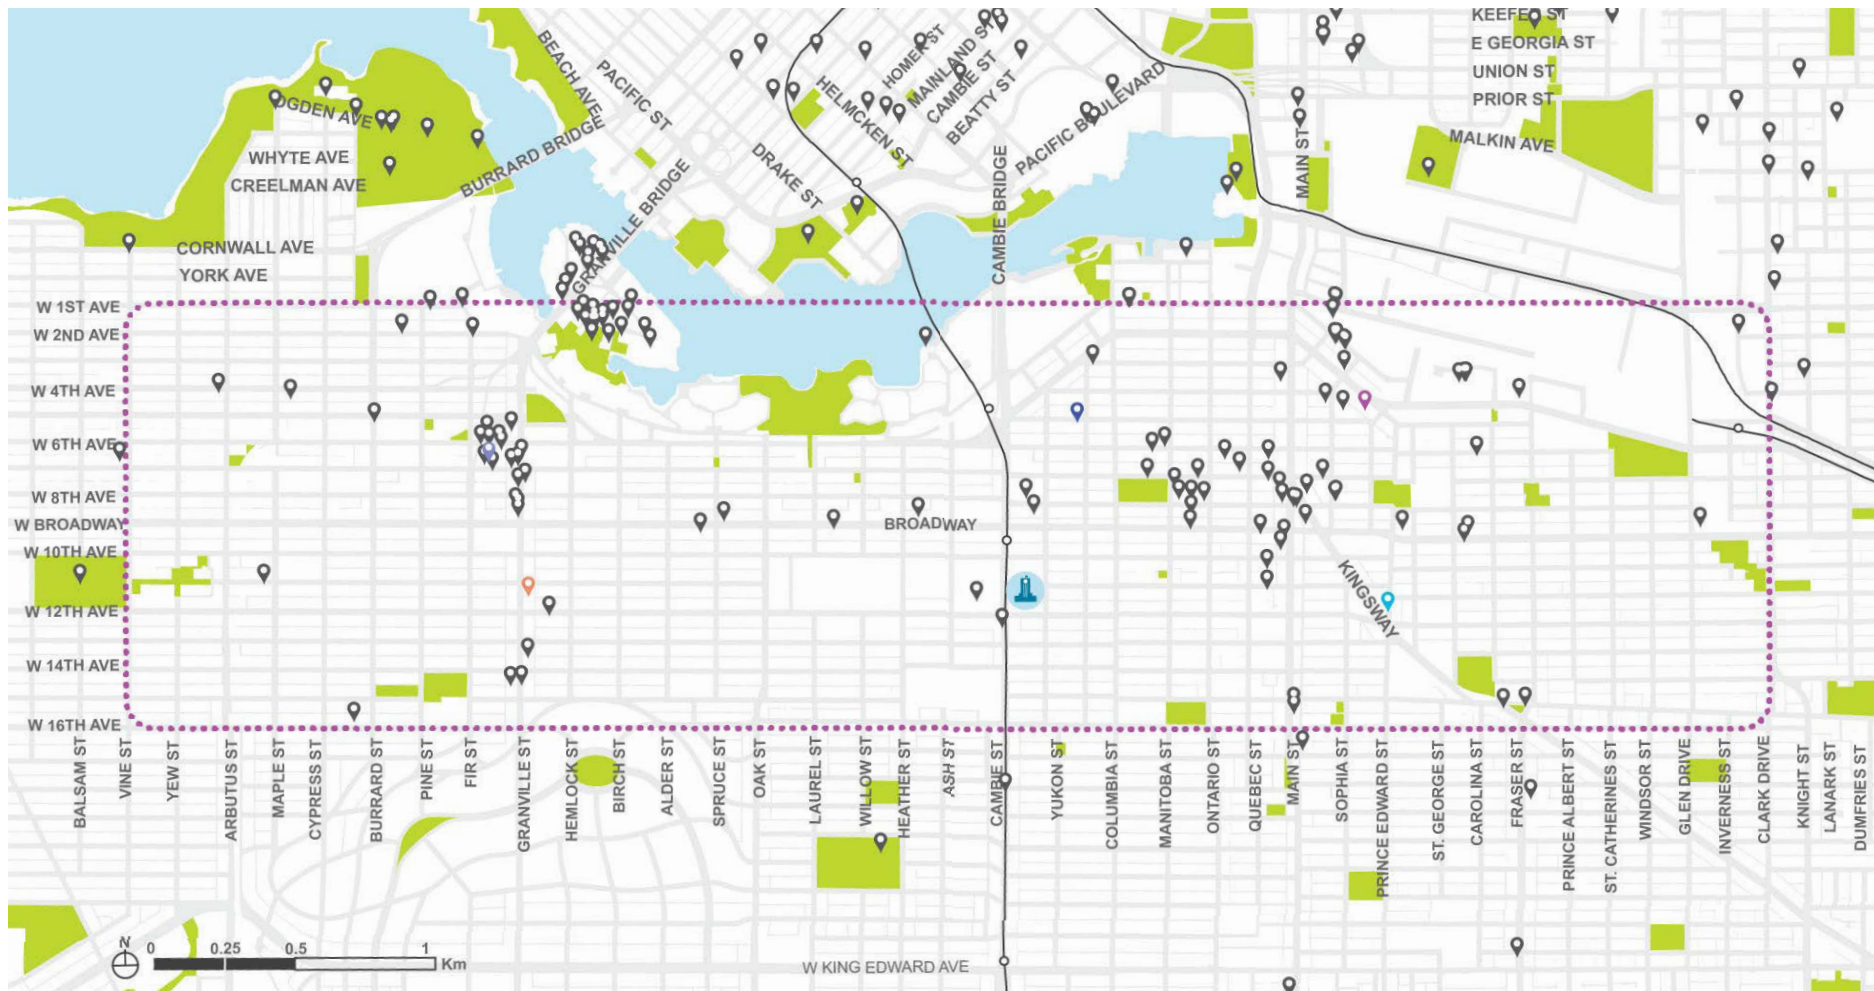 KEEFER ST
E GEORGIA ST
UNION ST
PRIOR ST
MALKIN AVE
BEACH AVE
PACIFIC ST
HOMER ST
MAINLAND ST
CAMBIE ST
BEATTY ST
HELMCKEN ST
PACIFIC BOULEVARD
DRAKE ST
MAIN ST
OGDEN AVE
WHYTE AVE
CREELMAN AVE
BURRARD BRIDGE
GRANVILLE BRIDGE
CAMBIE BRIDGE
CORNWALL AVE
YORK AVE
W 1ST AVE
W 2ND AVE
W 4TH AVE
W 6TH AVE
W 8TH AVE
W BROADWAY
BROADWAY
W 10TH AVE
W 12TH AVE
KINGSWAY
W 14TH AVE
W 16TH AVE
BALSAM ST
VINE ST
YEW ST
ARBUTUS ST
MAPLE ST
CYPRESS ST
BURRARD ST
PINE ST
FIR ST
GRANVILLE ST
HEMLOCK ST
BIRCH ST
ALDER ST
SPRUCE ST
OAK ST
LAUREL ST
WILLOW ST
HEATHER ST
ASH ST
CAMBIE ST
YUKON ST
COLUMBIA ST
MANITOBA ST
ONTARIO ST
QUEBEC ST
MAIN ST
SOPHIA ST
PRINCE EDWARD ST
ST. GEORGE ST
CAROLINA ST
FRASER ST
PRINCE ALBERT ST
ST. CATHERINES ST
WINDSOR ST
GLEN DRIVE
INVERNESS ST
CLARK DRIVE
KNIGHT ST
LANARK ST
DUMFRIES ST
N
0 0.25 0.5 1
Km
W KING EDWARD AVE